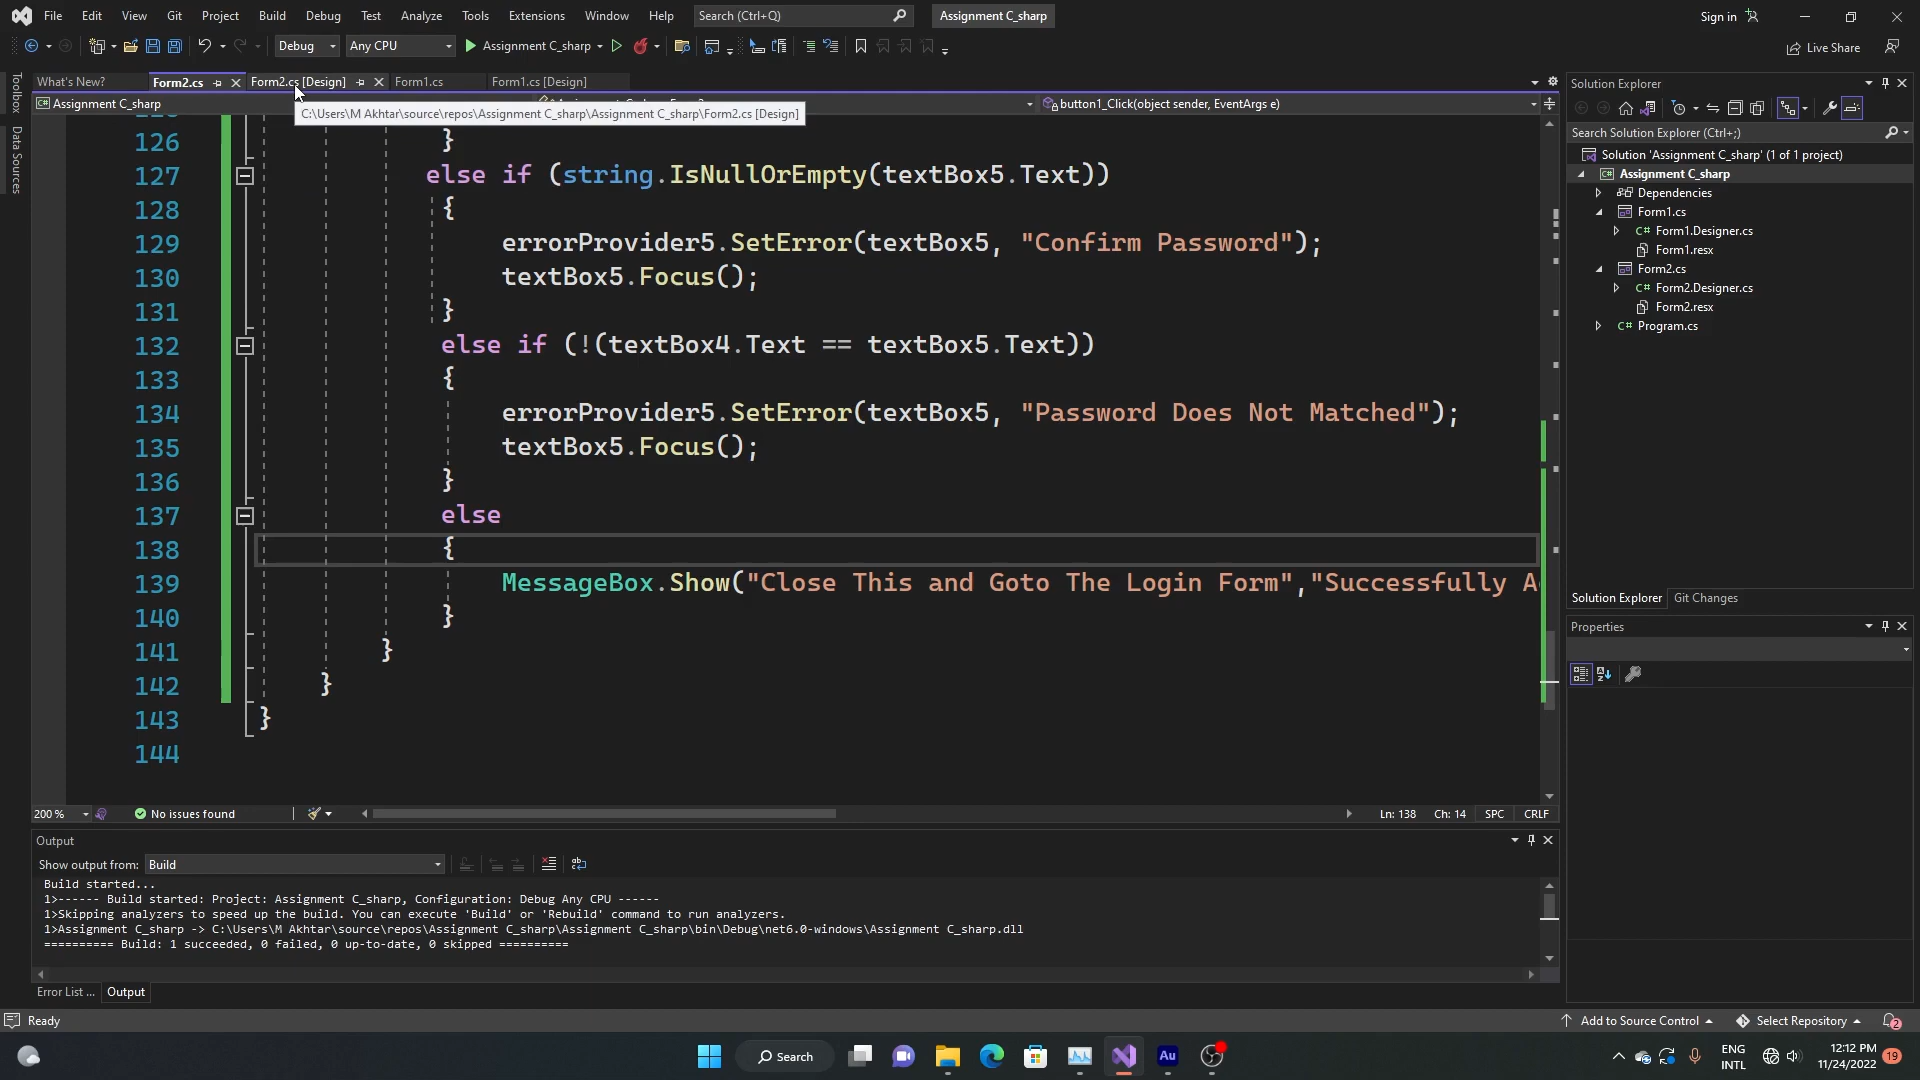 File Edit View Git Project Build Debug Test Analyze Tools Extensions Window Help Search (Ctrl+Q) Assignment C_sharp Sign in
Debug Any CPU Assignment C_sharp Live Share
What's New? Form2.cs Form2.cs [Design] Form1.cs Form1.cs [Design]
C# Assignment C_sharp button1_Click(object sender, EventArgs e)
C:\Users\M Akhtar\source\repos\Assignment C_sharp\Assignment C_sharp\Form2.cs [Design]
Toolbox
Data Sources
126 }
127 else if (string.IsNullOrEmpty(textBox5.Text))
128 {
129 errorProvider5.SetError(textBox5, "Confirm Password");
130 textBox5.Focus();
131 }
132 else if (!(textBox4.Text == textBox5.Text))
133 {
134 errorProvider5.SetError(textBox5, "Password Does Not Matched");
135 textBox5.Focus();
136 }
137 else
138 {
139 MessageBox.Show("Close This and Goto The Login Form","Successfully A
140 }
141 }
142 }
143 }
144
200 % No issues found Ln: 138 Ch: 14 SPC CRLF
Output
Show output from: Build
Build started...
1>------ Build started: Project: Assignment C_sharp, Configuration: Debug Any CPU ------
1>Skipping analyzers to speed up the build. You can execute 'Build' or 'Rebuild' command to run analyzers.
1>Assignment C_sharp -> C:\Users\M Akhtar\source\repos\Assignment C_sharp\Assignment C_sharp\bin\Debug\net6.0-windows\Assignment C_sharp.dll
========== Build: 1 succeeded, 0 failed, 0 up-to-date, 0 skipped ==========
Error List ... Output
Solution Explorer
Search Solution Explorer (Ctrl+;)
Solution 'Assignment C_sharp' (1 of 1 project)
C# Assignment C_sharp
Dependencies
Form1.cs
C# Form1.Designer.cs
Form1.resx
Form2.cs
C# Form2.Designer.cs
Form2.resx
C# Program.cs
Solution Explorer Git Changes
Properties
Ready Add to Source Control Select Repository 2
Search Au ENG INTL 12:12 PM 11/24/2022 19